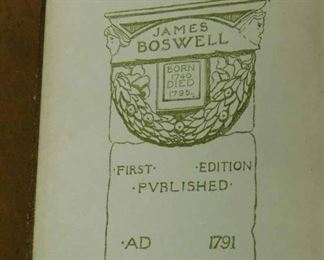 JAMES
BOSWELL
BORN
1740
DIED
1795
·FIRST· EDITION
·PVBLISHED·
·AD 1791